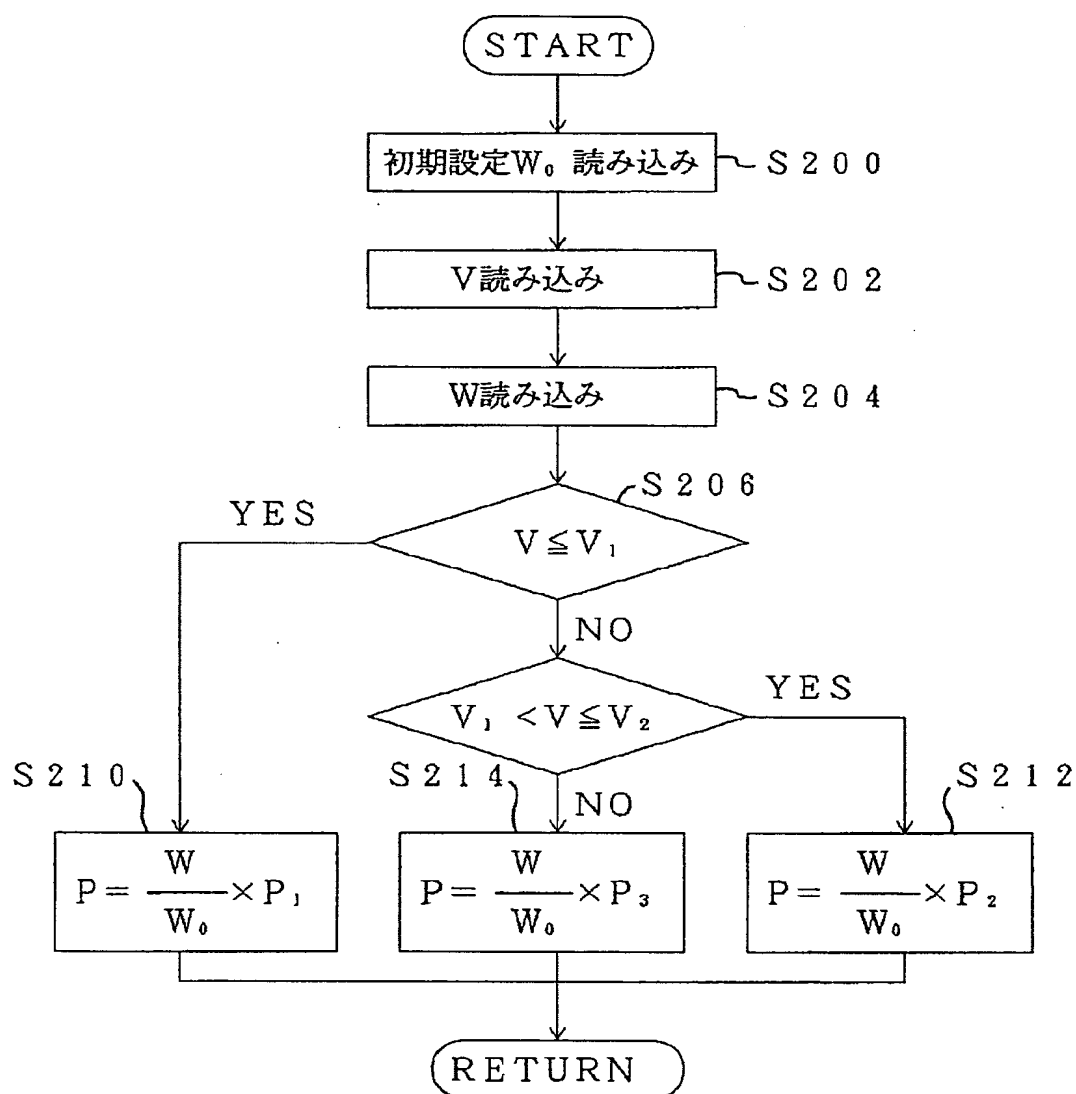 START
初期設定W₀ 読み込み
S200
V読み込み
S202
W読み込み
S204
S206
YES
V≦V₁
NO
YES
V₁ <V≦V₂
S210
S214
S212
NO
P= W/W₀ ×P₁
P= W/W₀ ×P₃
P= W/W₀ ×P₂
RETURN